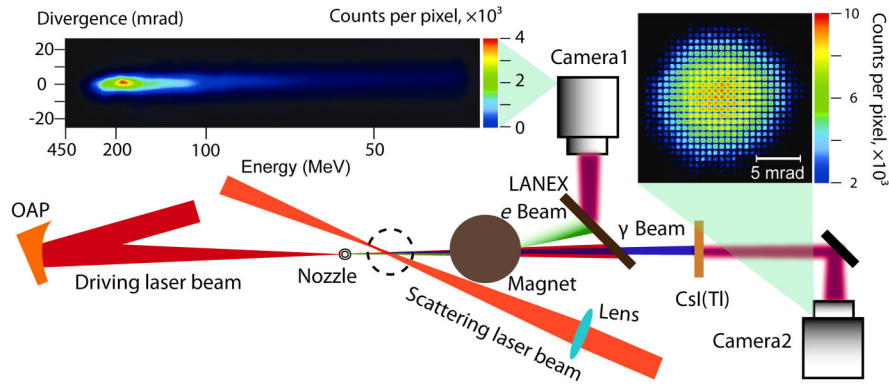 Divergence (mrad)
Counts per pixel, ×10³
20
0
-20
4
2
0
450
200
100
50
Energy (MeV)
Camera1
10
6
2
Counts per pixel, ×10³
5 mrad
LANEX
e Beam
γ Beam
OAP
Driving laser beam
Nozzle
Magnet
CsI(Tl)
Scattering laser beam
Lens
Camera2